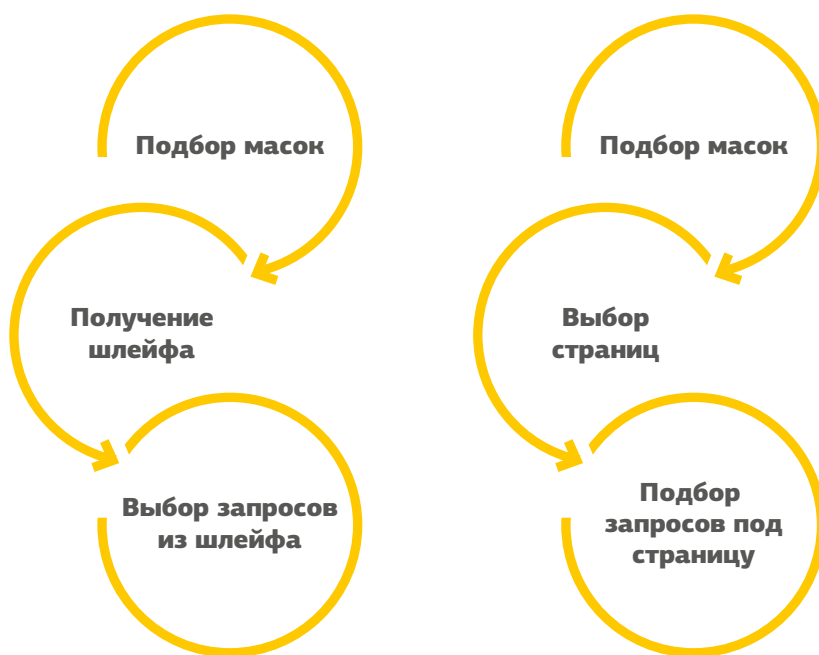 Подбор масок
Получение
шлейфа
Выбор запросов
из шлейфа
Подбор масок
Выбор
страниц
Подбор
запросов под
страницу